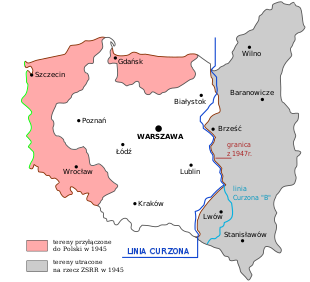 Wilno
Gdańsk
Szczecin
Baranowicze
Białystok
Poznań
Brześć
WARSZAWA
granica
z 1947r.
Łódź
Wrocław
Lublin
linia
Curzona "B"
Kraków
Lwów
Stanisławów
tereny przyłączone
do Polski w 1945
LINIA CURZONA
tereny utracone
na rzecz ZSRR w 1945